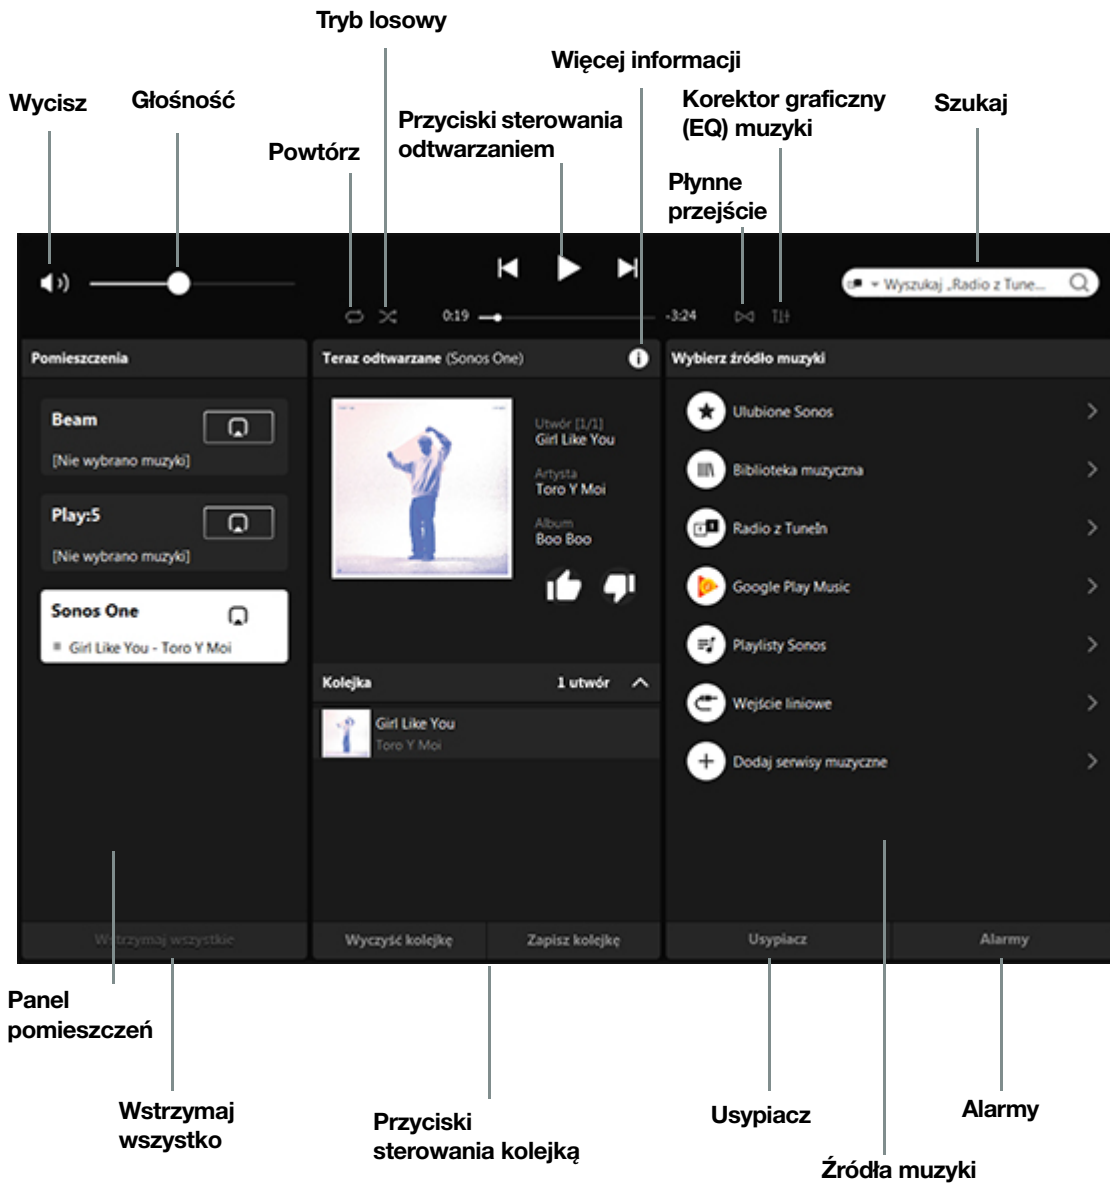 Tryb losowy
Więcej informacji
Wycisz
Głośność
Korektor graficzny
(EQ) muzyki
Szukaj
Przyciski sterowania
odtwarzaniem
Powtórz
Płynne
przejście
Wyszukaj „Radio z Tune...
0:19
-3:24
Pomieszczenia
Teraz odtwarzane (Sonos One)
Wybierz źródło muzyki
Beam
[Nie wybrano muzyki]
Play:5
[Nie wybrano muzyki]
Sonos One
Girl Like You - Toro Y Moi
Utwór [1/1]
Girl Like You
Artysta
Toro Y Moi
Album
Boo Boo
Kolejka
1 utwór
Girl Like You
Toro Y Moi
Ulubione Sonos
Biblioteka muzyczna
Radio z TuneIn
Google Play Music
Playlisty Sonos
Wejście liniowe
Dodaj serwisy muzyczne
Wstrzymaj wszystkie
Wyczyść kolejkę
Zapisz kolejkę
Usypiacz
Alarmy
Panel
pomieszczeń
Wstrzymaj
wszystko
Przyciski
sterowania kolejką
Usypiacz
Alarmy
Źródła muzyki